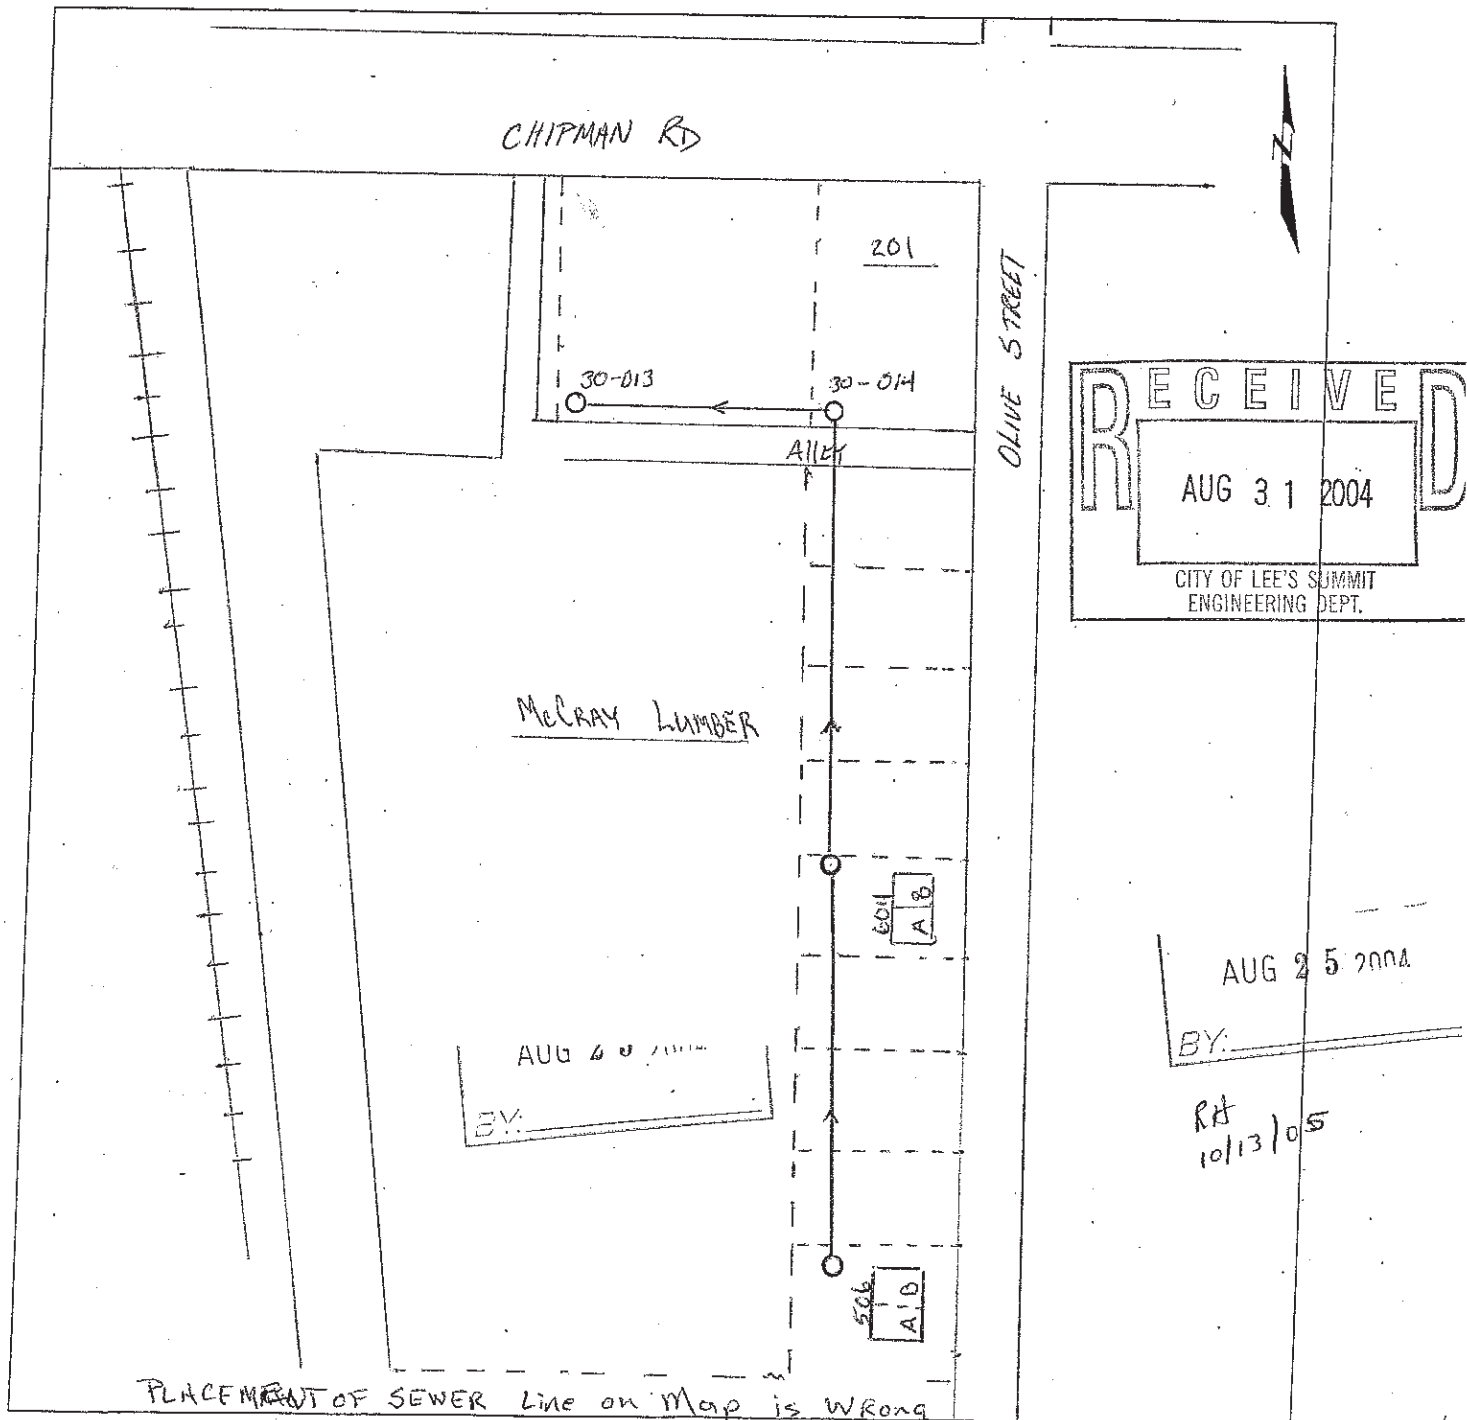 CHIPMAN RD
N
201
OLIVE STREET
30-013
30-014
Alley
RECEIVED
AUG 31 2004
CITY OF LEE'S SUMMIT
ENGINEERING DEPT.
McCRAY LUMBER
A B
AUG 25 2004
BY:
AUG
BY:
RH
10/13/05
506
A B
PLACEMENT OF SEWER Line on Map is WRong